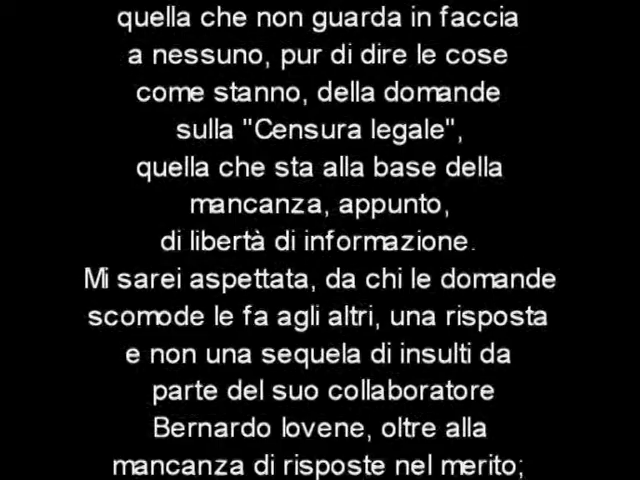 quella che non guarda in faccia
a nessuno, pur di dire le cose
come stanno, della domande
sulla "Censura legale",
quella che sta alla base della
mancanza, appunto,
di libertà di informazione.
Mi sarei aspettata, da chi le domande
scomode le fa agli altri, una risposta
e non una sequela di insulti da
parte del suo collaboratore
Bernardo Iovene, oltre alla
mancanza di risposte nel merito;